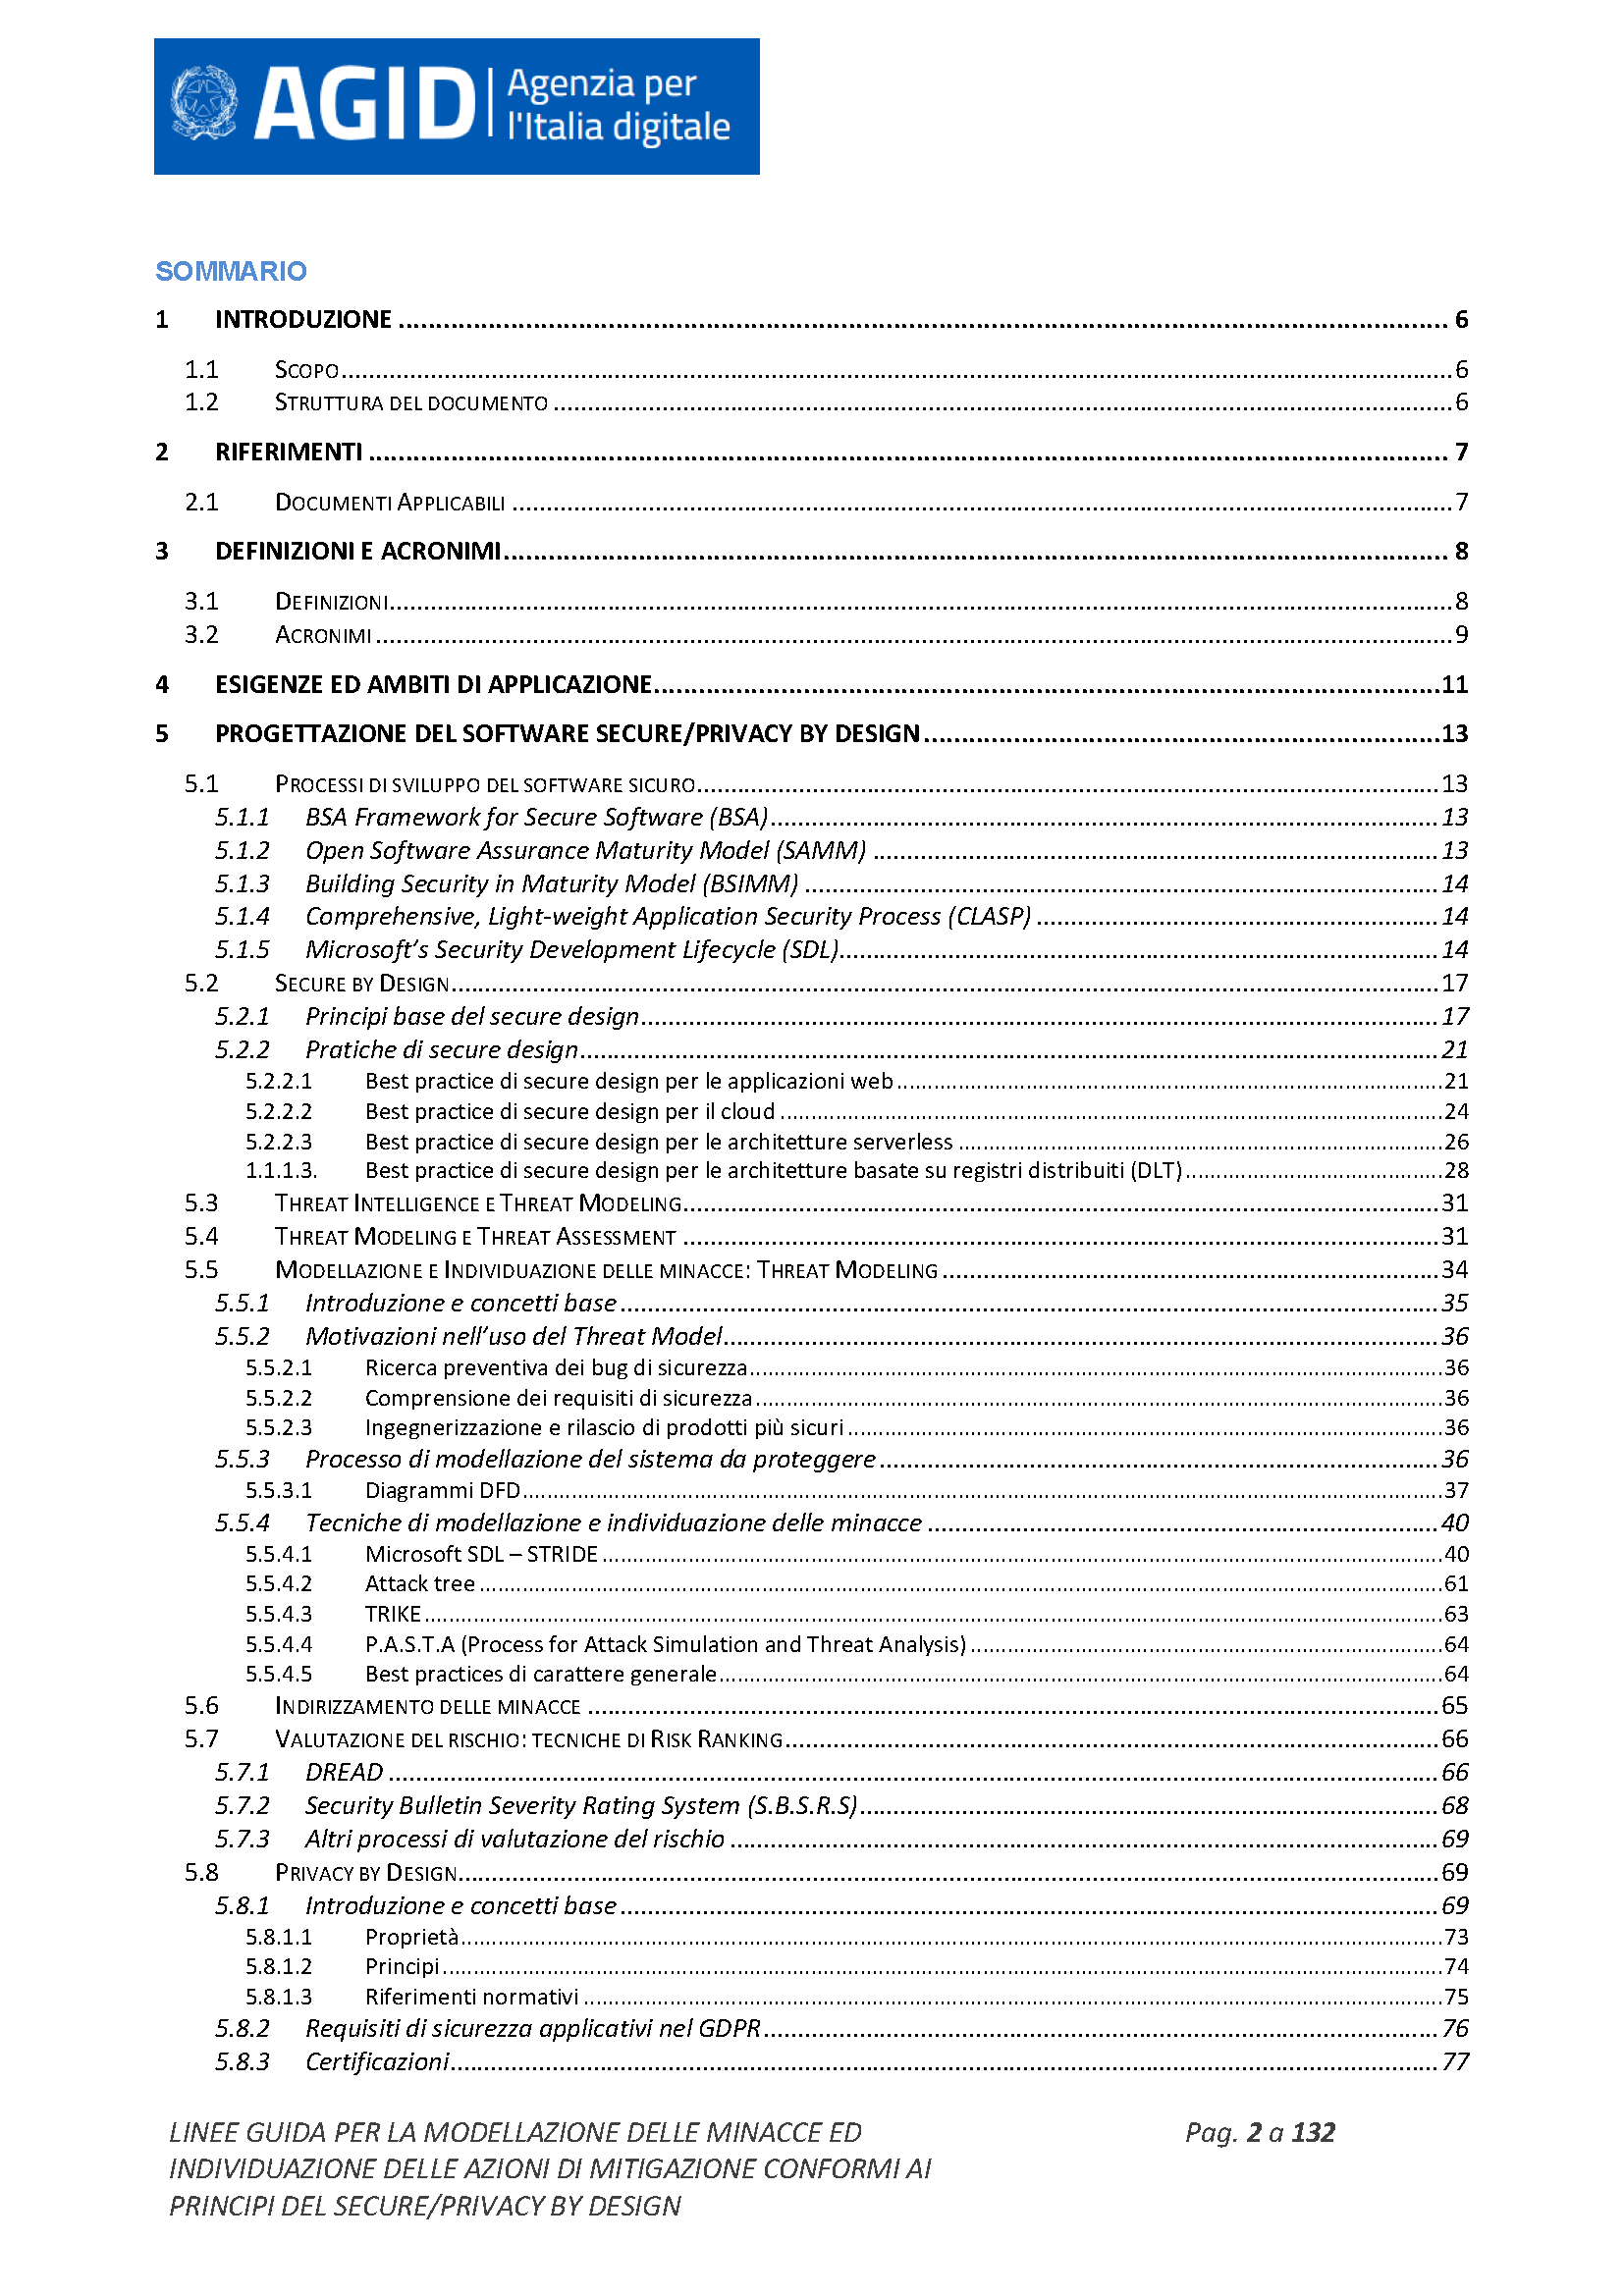 AGID Agenzia per
l'Italia digitale
SOMMARIO
1 INTRODUZIONE ... 6
1.1 SCOPO ... 6
1.2 STRUTTURA DEL DOCUMENTO ... 6
2 RIFERIMENTI ... 7
2.1 DOCUMENTI APPLICABILI ... 7
3 DEFINIZIONI E ACRONIMI ... 8
3.1 DEFINIZIONI ... 8
3.2 ACRONIMI ... 9
4 ESIGENZE ED AMBITI DI APPLICAZIONE ... 11
5 PROGETTAZIONE DEL SOFTWARE SECURE/PRIVACY BY DESIGN ... 13
5.1 PROCESSI DI SVILUPPO DEL SOFTWARE SICURO ... 13
5.1.1 BSA Framework for Secure Software (BSA) ... 13
5.1.2 Open Software Assurance Maturity Model (SAMM) ... 13
5.1.3 Building Security in Maturity Model (BSIMM) ... 14
5.1.4 Comprehensive, Light-weight Application Security Process (CLASP) ... 14
5.1.5 Microsoft’s Security Development Lifecycle (SDL) ... 14
5.2 SECURE BY DESIGN ... 17
5.2.1 Principi base del secure design ... 17
5.2.2 Pratiche di secure design ... 21
5.2.2.1 Best practice di secure design per le applicazioni web ... 21
5.2.2.2 Best practice di secure design per il cloud ... 24
5.2.2.3 Best practice di secure design per le architetture serverless ... 26
1.1.1.3. Best practice di secure design per le architetture basate su registri distribuiti (DLT) ... 28
5.3 THREAT INTELLIGENCE E THREAT MODELING ... 31
5.4 THREAT MODELING E THREAT ASSESSMENT ... 31
5.5 MODELLAZIONE E INDIVIDUAZIONE DELLE MINACCE: THREAT MODELING ... 34
5.5.1 Introduzione e concetti base ... 35
5.5.2 Motivazioni nell’uso del Threat Model ... 36
5.5.2.1 Ricerca preventiva dei bug di sicurezza ... 36
5.5.2.2 Comprensione dei requisiti di sicurezza ... 36
5.5.2.3 Ingegnerizzazione e rilascio di prodotti più sicuri ... 36
5.5.3 Processo di modellazione del sistema da proteggere ... 36
5.5.3.1 Diagrammi DFD ... 37
5.5.4 Tecniche di modellazione e individuazione delle minacce ... 40
5.5.4.1 Microsoft SDL – STRIDE ... 40
5.5.4.2 Attack tree ... 61
5.5.4.3 TRIKE ... 63
5.5.4.4 P.A.S.T.A (Process for Attack Simulation and Threat Analysis) ... 64
5.5.4.5 Best practices di carattere generale ... 64
5.6 INDIRIZZAMENTO DELLE MINACCE ... 65
5.7 VALUTAZIONE DEL RISCHIO: TECNICHE DI RISK RANKING ... 66
5.7.1 DREAD ... 66
5.7.2 Security Bulletin Severity Rating System (S.B.S.R.S) ... 68
5.7.3 Altri processi di valutazione del rischio ... 69
5.8 PRIVACY BY DESIGN ... 69
5.8.1 Introduzione e concetti base ... 69
5.8.1.1 Proprietà ... 73
5.8.1.2 Principi ... 74
5.8.1.3 Riferimenti normativi ... 75
5.8.2 Requisiti di sicurezza applicativi nel GDPR ... 76
5.8.3 Certificazioni ... 77
LINEE GUIDA PER LA MODELLAZIONE DELLE MINACCE ED Pag. 2 a 132
INDIVIDUAZIONE DELLE AZIONI DI MITIGAZIONE CONFORMI AI
PRINCIPI DEL SECURE/PRIVACY BY DESIGN